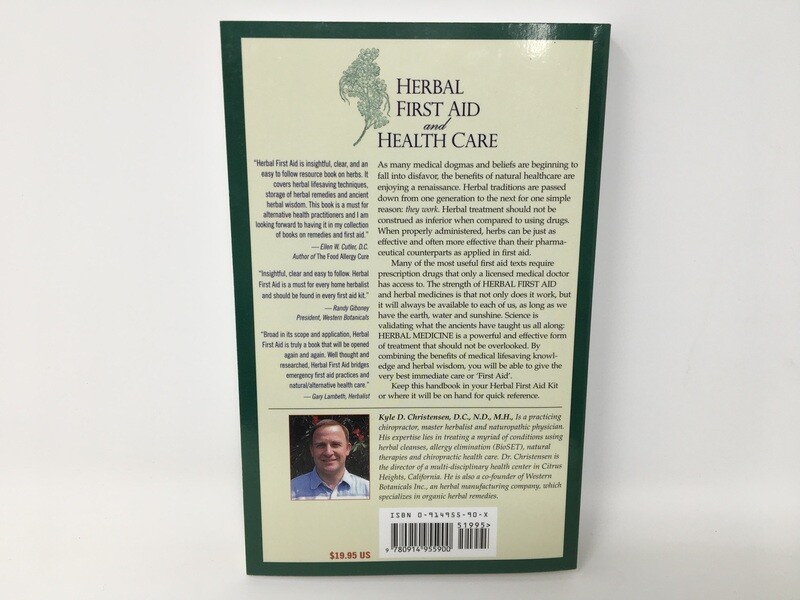 HERBAL
FIRST AID
and
HEALTH CARE
"Herbal First Aid is insightful, clear, and an
easy to follow resource book on herbs. It
covers herbal lifesaving techniques,
storage of herbal remedies and ancient
herbal wisdom. This book is a must for
alternative health practitioners and I am
looking forward to having it in my collection
of books on remedies and first aid."
— Ellen W. Cutler, D.C.
Author of The Food Allergy Cure
"Insightful, clear and easy to follow. Herbal
First Aid is a must for every home herbalist
and should be found in every first aid kit."
— Randy Giboney
President, Western Botanicals
"Broad in its scope and application, Herbal
First Aid is truly a book that will be opened
again and again. Well thought and
researched, Herbal First Aid bridges
emergency first aid practices and
natural/alternative health care."
— Gary Lambeth, Herbalist
As many medical dogmas and beliefs are beginning to
fall into disfavor, the benefits of natural healthcare are
enjoying a renaissance. Herbal traditions are passed
down from one generation to the next for one simple
reason: they work. Herbal treatment should not be
construed as inferior when compared to using drugs.
When properly administered, herbs can be just as
effective and often more effective than their pharma-
ceutical counterparts as applied in first aid.
Many of the most useful first aid texts require
prescription drugs that only a licensed medical doctor
has access to. The strength of HERBAL FIRST AID
and herbal medicines is that not only does it work, but
it will always be available to each of us, as long as we
have the earth, water and sunshine. Science is
validating what the ancients have taught us all along:
HERBAL MEDICINE is a powerful and effective form
of treatment that should not be overlooked. By
combining the benefits of medical lifesaving knowl-
edge and herbal wisdom, you will be able to give the
very best immediate care or 'First Aid'.
Keep this handbook in your Herbal First Aid Kit
or where it will be on hand for quick reference.
Kyle D. Christensen, D.C., N.D., M.H., Is a practicing
chiropractor, master herbalist and naturopathic physician.
His expertise lies in treating a myriad of conditions using
herbal cleanses, allergy elimination (BioSET), natural
therapies and chiropractic health care. Dr. Christensen is
the director of a multi-disciplinary health center in Citrus
Heights, California. He is also a co-founder of Western
Botanicals Inc., an herbal manufacturing company, which
specializes in organic herbal remedies.
ISBN 0-914955-90-X
51995>
9 780914 955900
$19.95 US